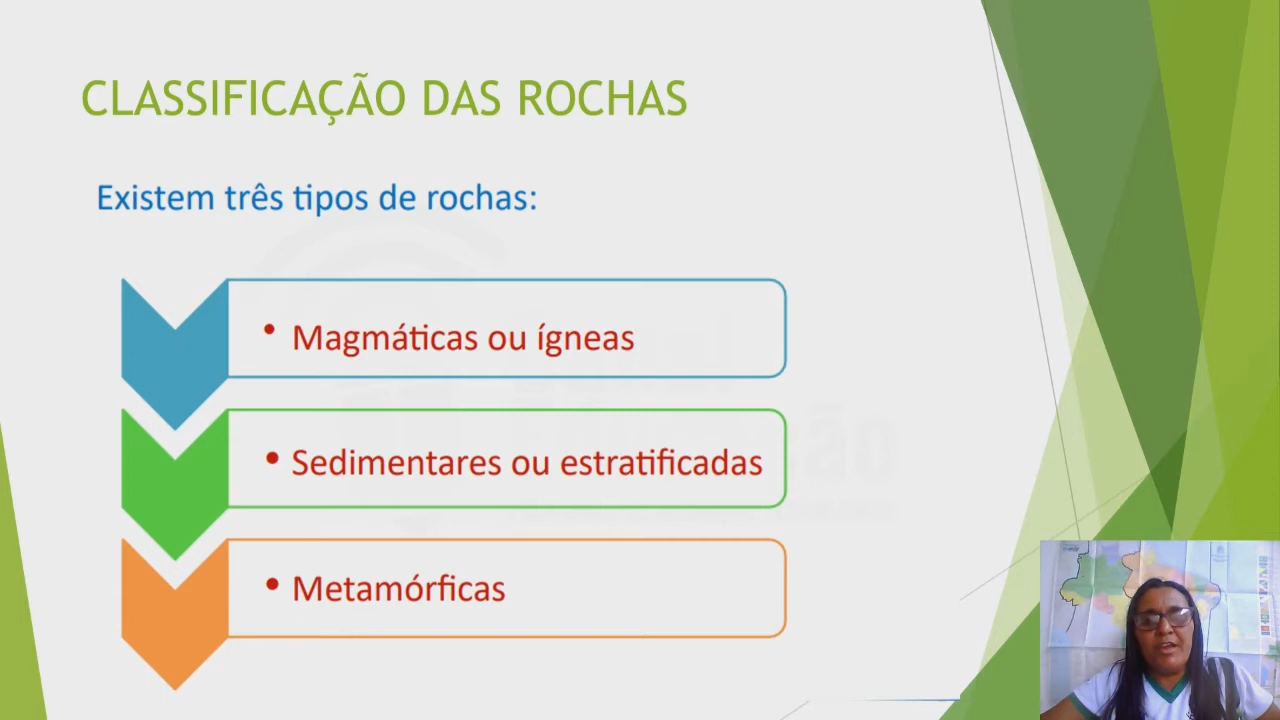 CLASSIFICAÇÃO DAS ROCHAS
Existem três tipos de rochas:
• Magmáticas ou ígneas
• Sedimentares ou estratificadas
• Metamórficas